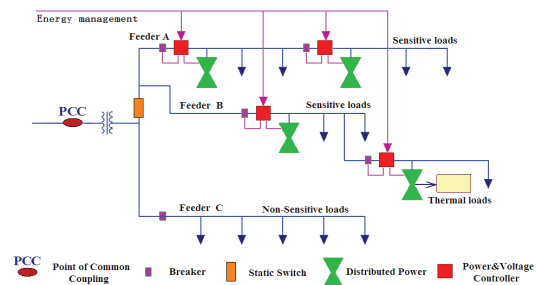 Energy management
Feeder A
Sensitive loads
PCC
Feeder B
Sensitive loads
Thermal loads
Feeder C
Non-Sensitive loads
PCC
Point of Common
Coupling
Breaker
Static Switch
Distributed Power
Power&Voltage
Controller